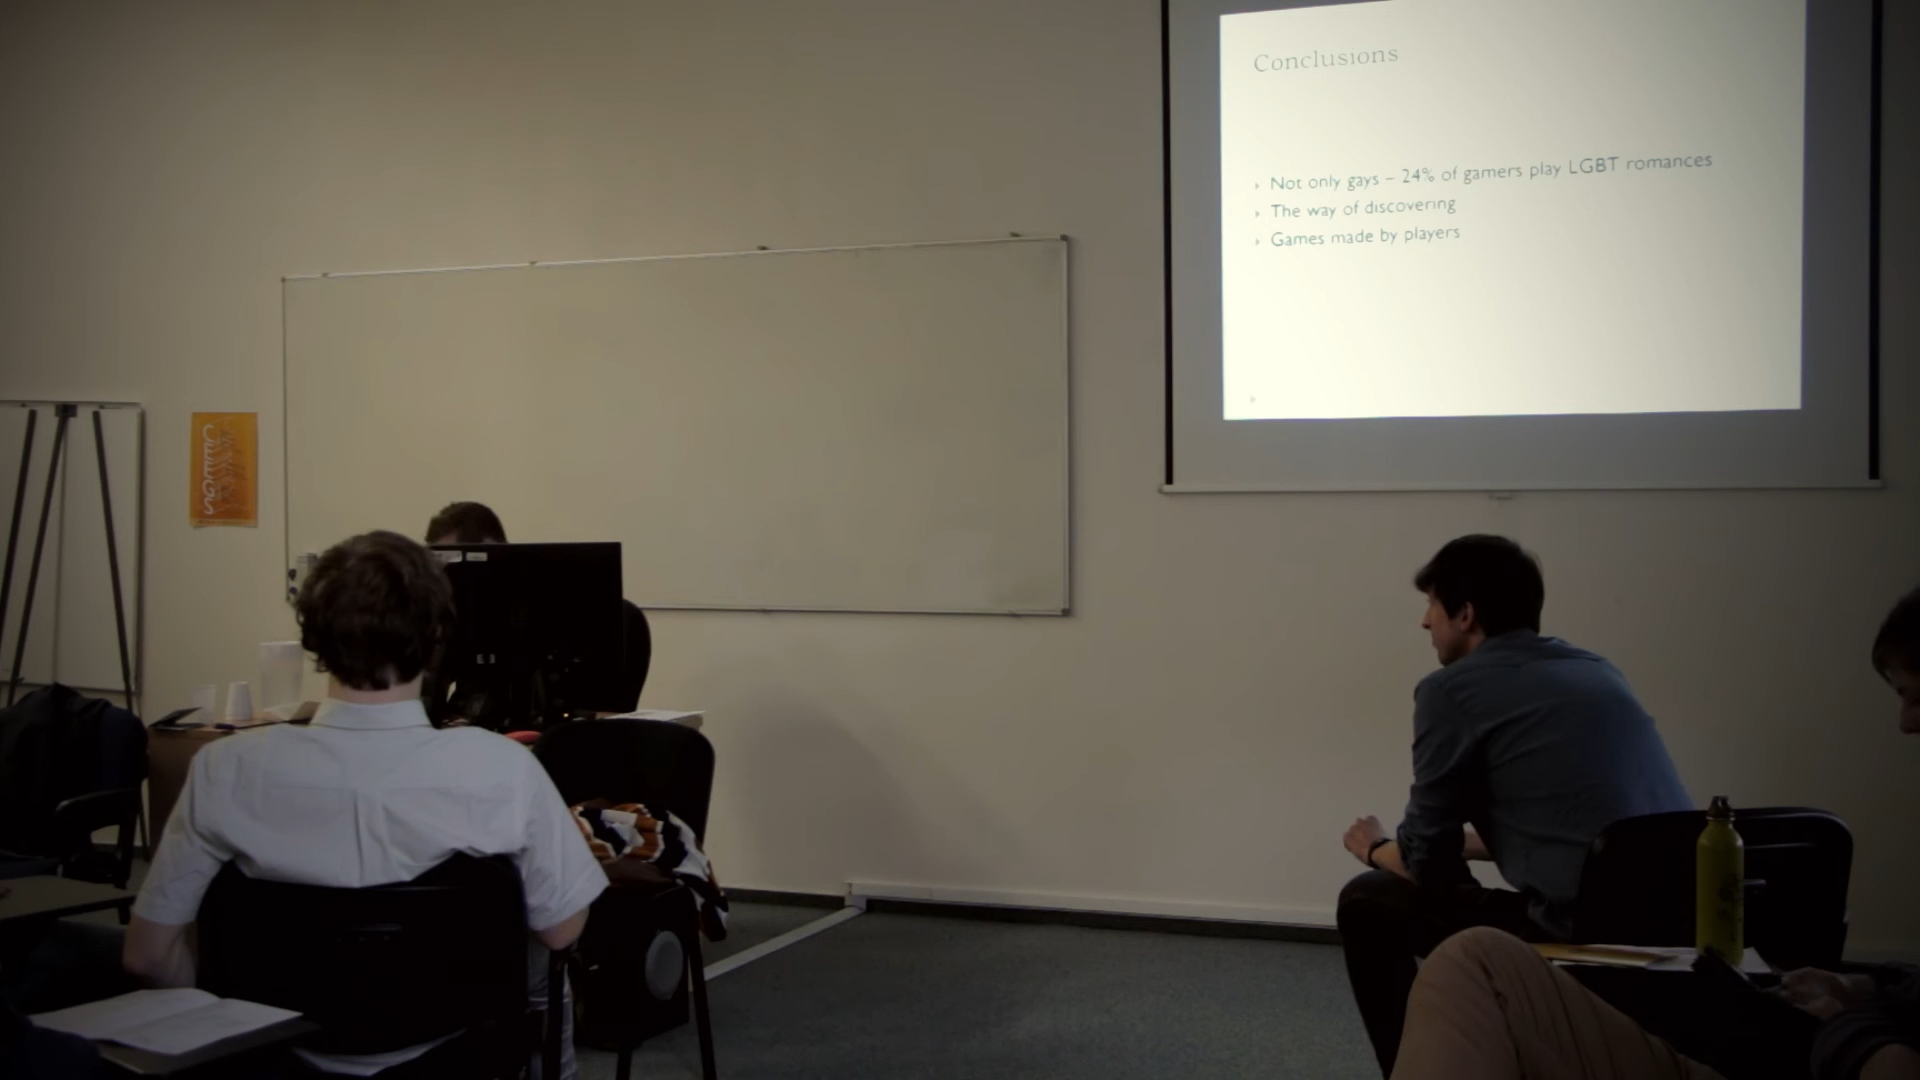 Conclusions
Not only gays – 24% of gamers play LGBT romances
The way of discovering
Games made by players